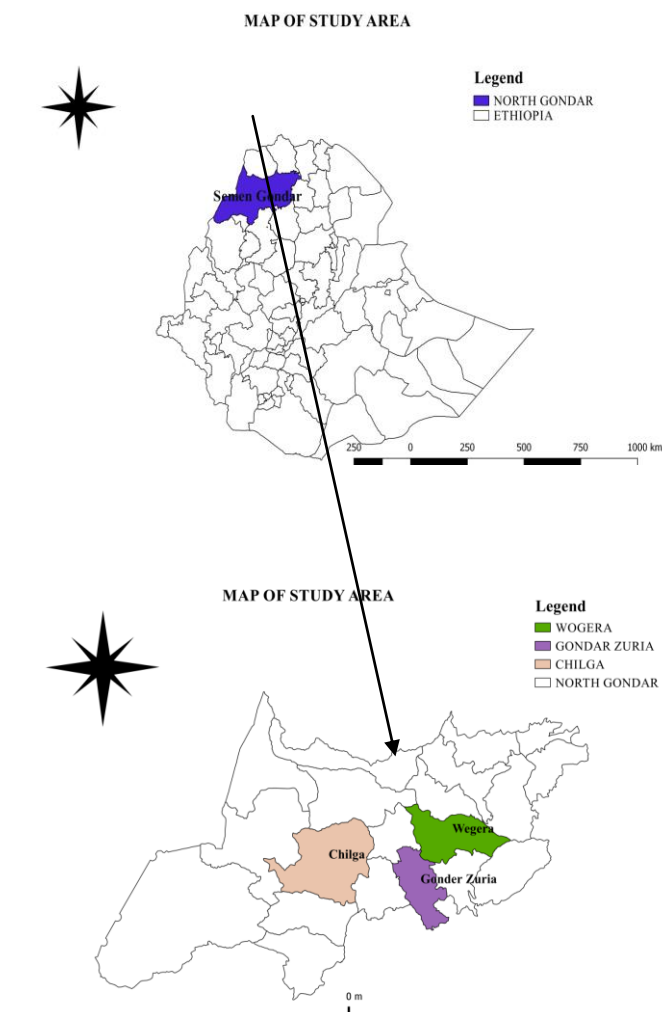 MAP OF STUDY AREA
Legend
NORTH GONDAR
ETHIOPIA
Semen Gondar
250 0 250 500 750 1000 km
MAP OF STUDY AREA
Legend
WOGERA
GONDAR ZURIA
CHILGA
NORTH GONDAR
Wegera
Chilga
Gonder Zuria
0 m